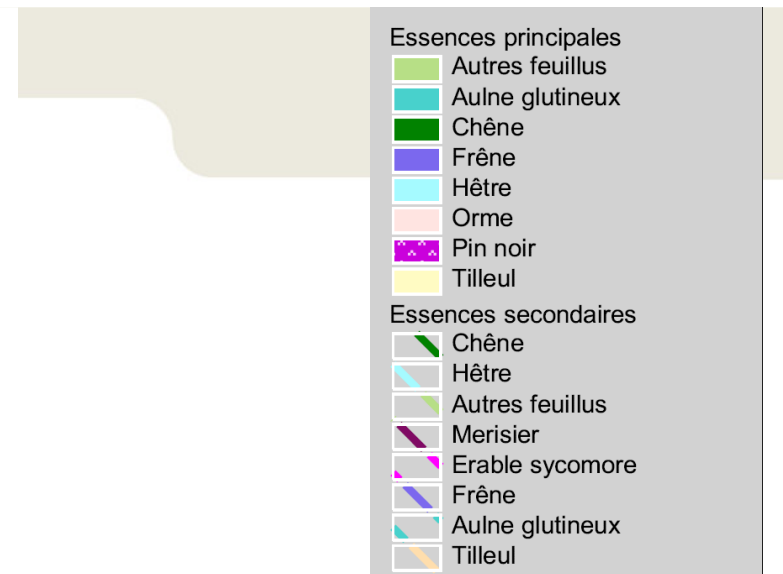 Essences principales
Autres feuillus
Aulne glutineux
Chêne
Frêne
Hêtre
Orme
Pin noir
Tilleul
Essences secondaires
Chêne
Hêtre
Autres feuillus
Merisier
Erable sycomore
Frêne
Aulne glutineux
Tilleul